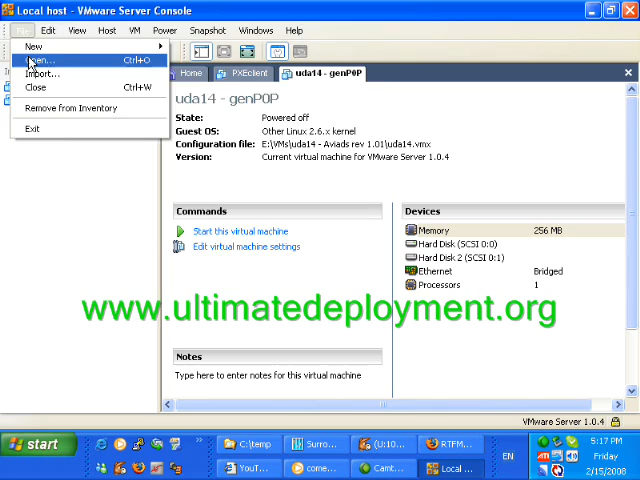 Local host - VMware Server Console
File Edit View Host VM Power Snapshot Windows Help
New
Open... Ctrl+O
Import...
Close Ctrl+W
Remove from Inventory
Exit
Home PXEclient uda14 - genP0P
uda14 - genP0P
State: Powered off
Guest OS: Other Linux 2.6.x kernel
Configuration file: E:\VMs\uda14 - Aviads rev 1.01\uda14.vmx
Version: Current virtual machine for VMware Server 1.0.4
Commands
Start this virtual machine
Edit virtual machine settings
Devices
Memory 256 MB
Hard Disk (SCSI 0:0)
Hard Disk 2 (SCSI 0:1)
Ethernet Bridged
Processors 1
www.ultimatedeployment.org
Notes
Type here to enter notes for this virtual machine
VMware Server 1.0.4
start
C:\temp Surro... (U:10... RTFM...
YouT... come... Camt... Local ...
EN
5:17 PM
Friday
2/15/2008